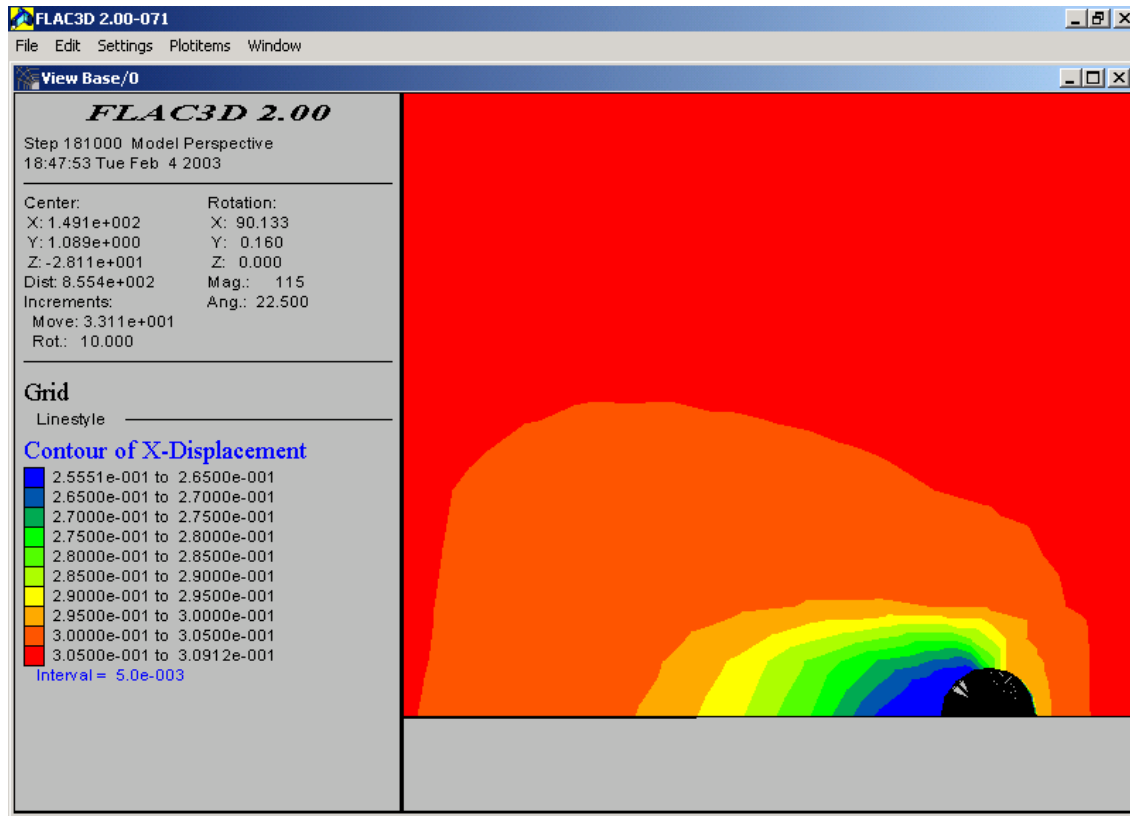 FLAC3D 2.00-071
File Edit Settings Plotitems Window
View Base/0
FLAC3D 2.00
Step 181000 Model Perspective
18:47:53 Tue Feb 4 2003
Center: Rotation:
X: 1.491e+002 X: 90.133
Y: 1.089e+000 Y: 0.160
Z: -2.811e+001 Z: 0.000
Dist: 8.554e+002 Mag.: 115
Increments: Ang.: 22.500
Move: 3.311e+001
Rot.: 10.000
Grid
Linestyle
Contour of X-Displacement
2.5551e-001 to 2.6500e-001
2.6500e-001 to 2.7000e-001
2.7000e-001 to 2.7500e-001
2.7500e-001 to 2.8000e-001
2.8000e-001 to 2.8500e-001
2.8500e-001 to 2.9000e-001
2.9000e-001 to 2.9500e-001
2.9500e-001 to 3.0000e-001
3.0000e-001 to 3.0500e-001
3.0500e-001 to 3.0912e-001
Interval = 5.0e-003